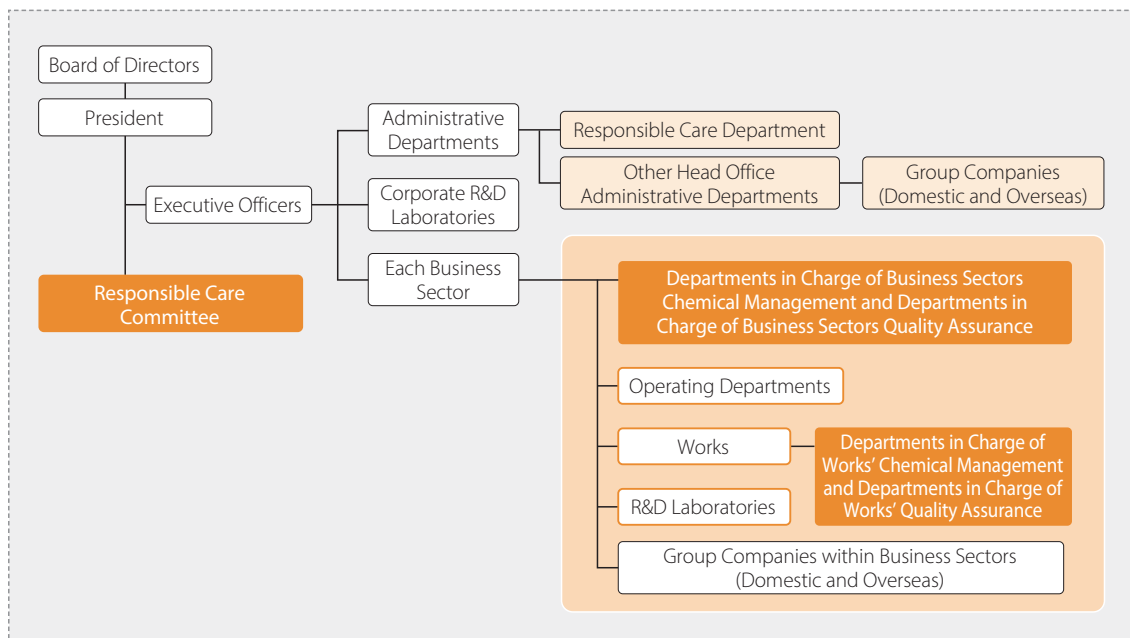 Board of Directors
President
Executive Officers
Responsible Care
Committee
Administrative
Departments
Corporate R&D
Laboratories
Each Business
Sector
Responsible Care Department
Other Head Office
Administrative Departments
Group Companies
(Domestic and Overseas)
Departments in Charge of Business Sectors
Chemical Management and Departments in
Charge of Business Sectors Quality Assurance
Operating Departments
Works
Departments in Charge of
Works’ Chemical Management
and Departments in Charge of
Works’ Quality Assurance
R&D Laboratories
Group Companies within Business Sectors
(Domestic and Overseas)